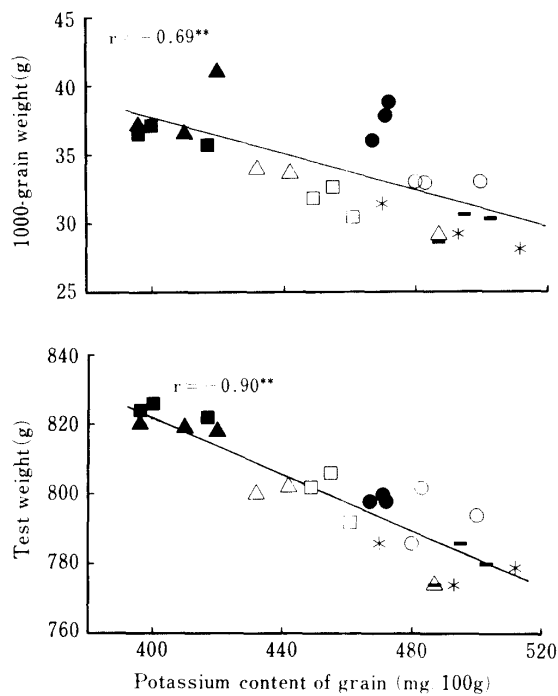 45
r = -0.69**
40
35
30
25
1000-grain weight(g)
840
r = -0.90**
820
800
780
760
Test weight(g)
400 440 480 520
Potassium content of grain (mg 100g)